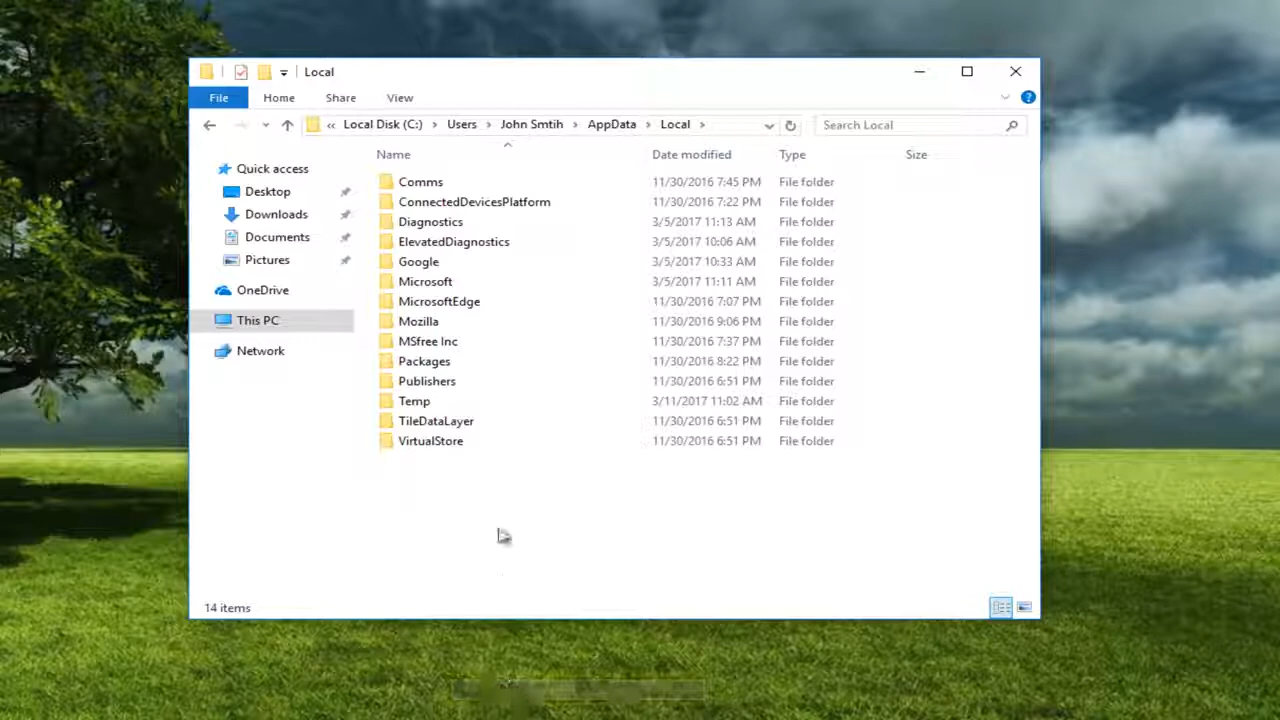 Local
File Home Share View
« Local Disk (C:) › Users › John Smtih › AppData › Local ›
Search Local
Name Date modified Type Size
Quick access
Desktop
Downloads
Documents
Pictures
OneDrive
This PC
Network
Comms 11/30/2016 7:45 PM File folder
ConnectedDevicesPlatform 11/30/2016 7:22 PM File folder
Diagnostics 3/5/2017 11:13 AM File folder
ElevatedDiagnostics 3/5/2017 10:06 AM File folder
Google 3/5/2017 10:33 AM File folder
Microsoft 3/5/2017 11:11 AM File folder
MicrosoftEdge 11/30/2016 7:07 PM File folder
Mozilla 11/30/2016 9:06 PM File folder
MSfree Inc 11/30/2016 7:37 PM File folder
Packages 11/30/2016 8:22 PM File folder
Publishers 11/30/2016 6:51 PM File folder
Temp 3/11/2017 11:02 AM File folder
TileDataLayer 11/30/2016 6:51 PM File folder
VirtualStore 11/30/2016 6:51 PM File folder
14 items